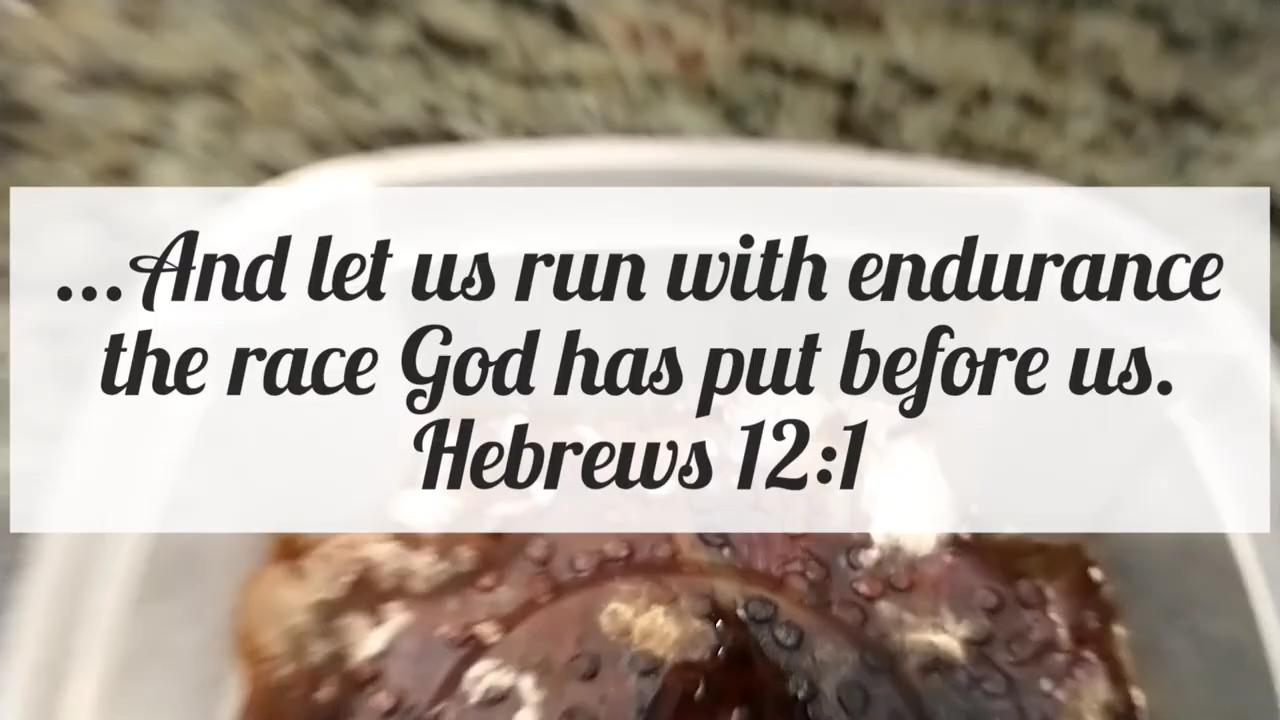 ...And let us run with endurance
the race God has put before us.
Hebrews 12:1